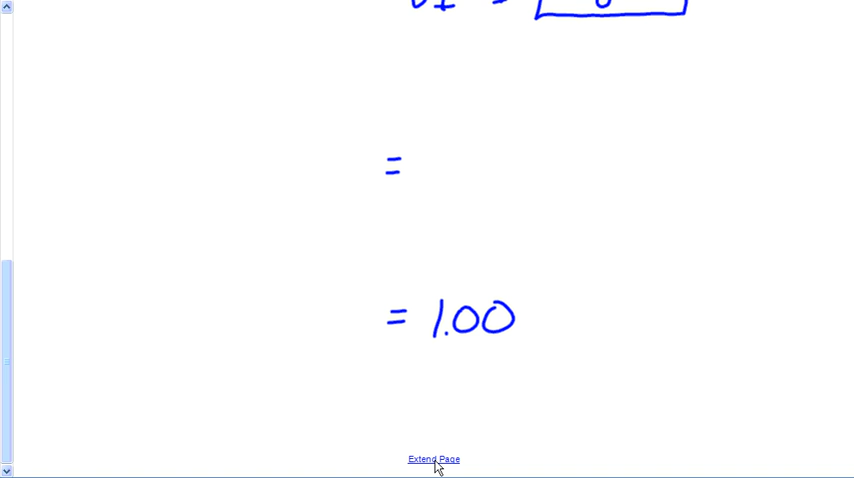 =
= 1.00
Extend Page